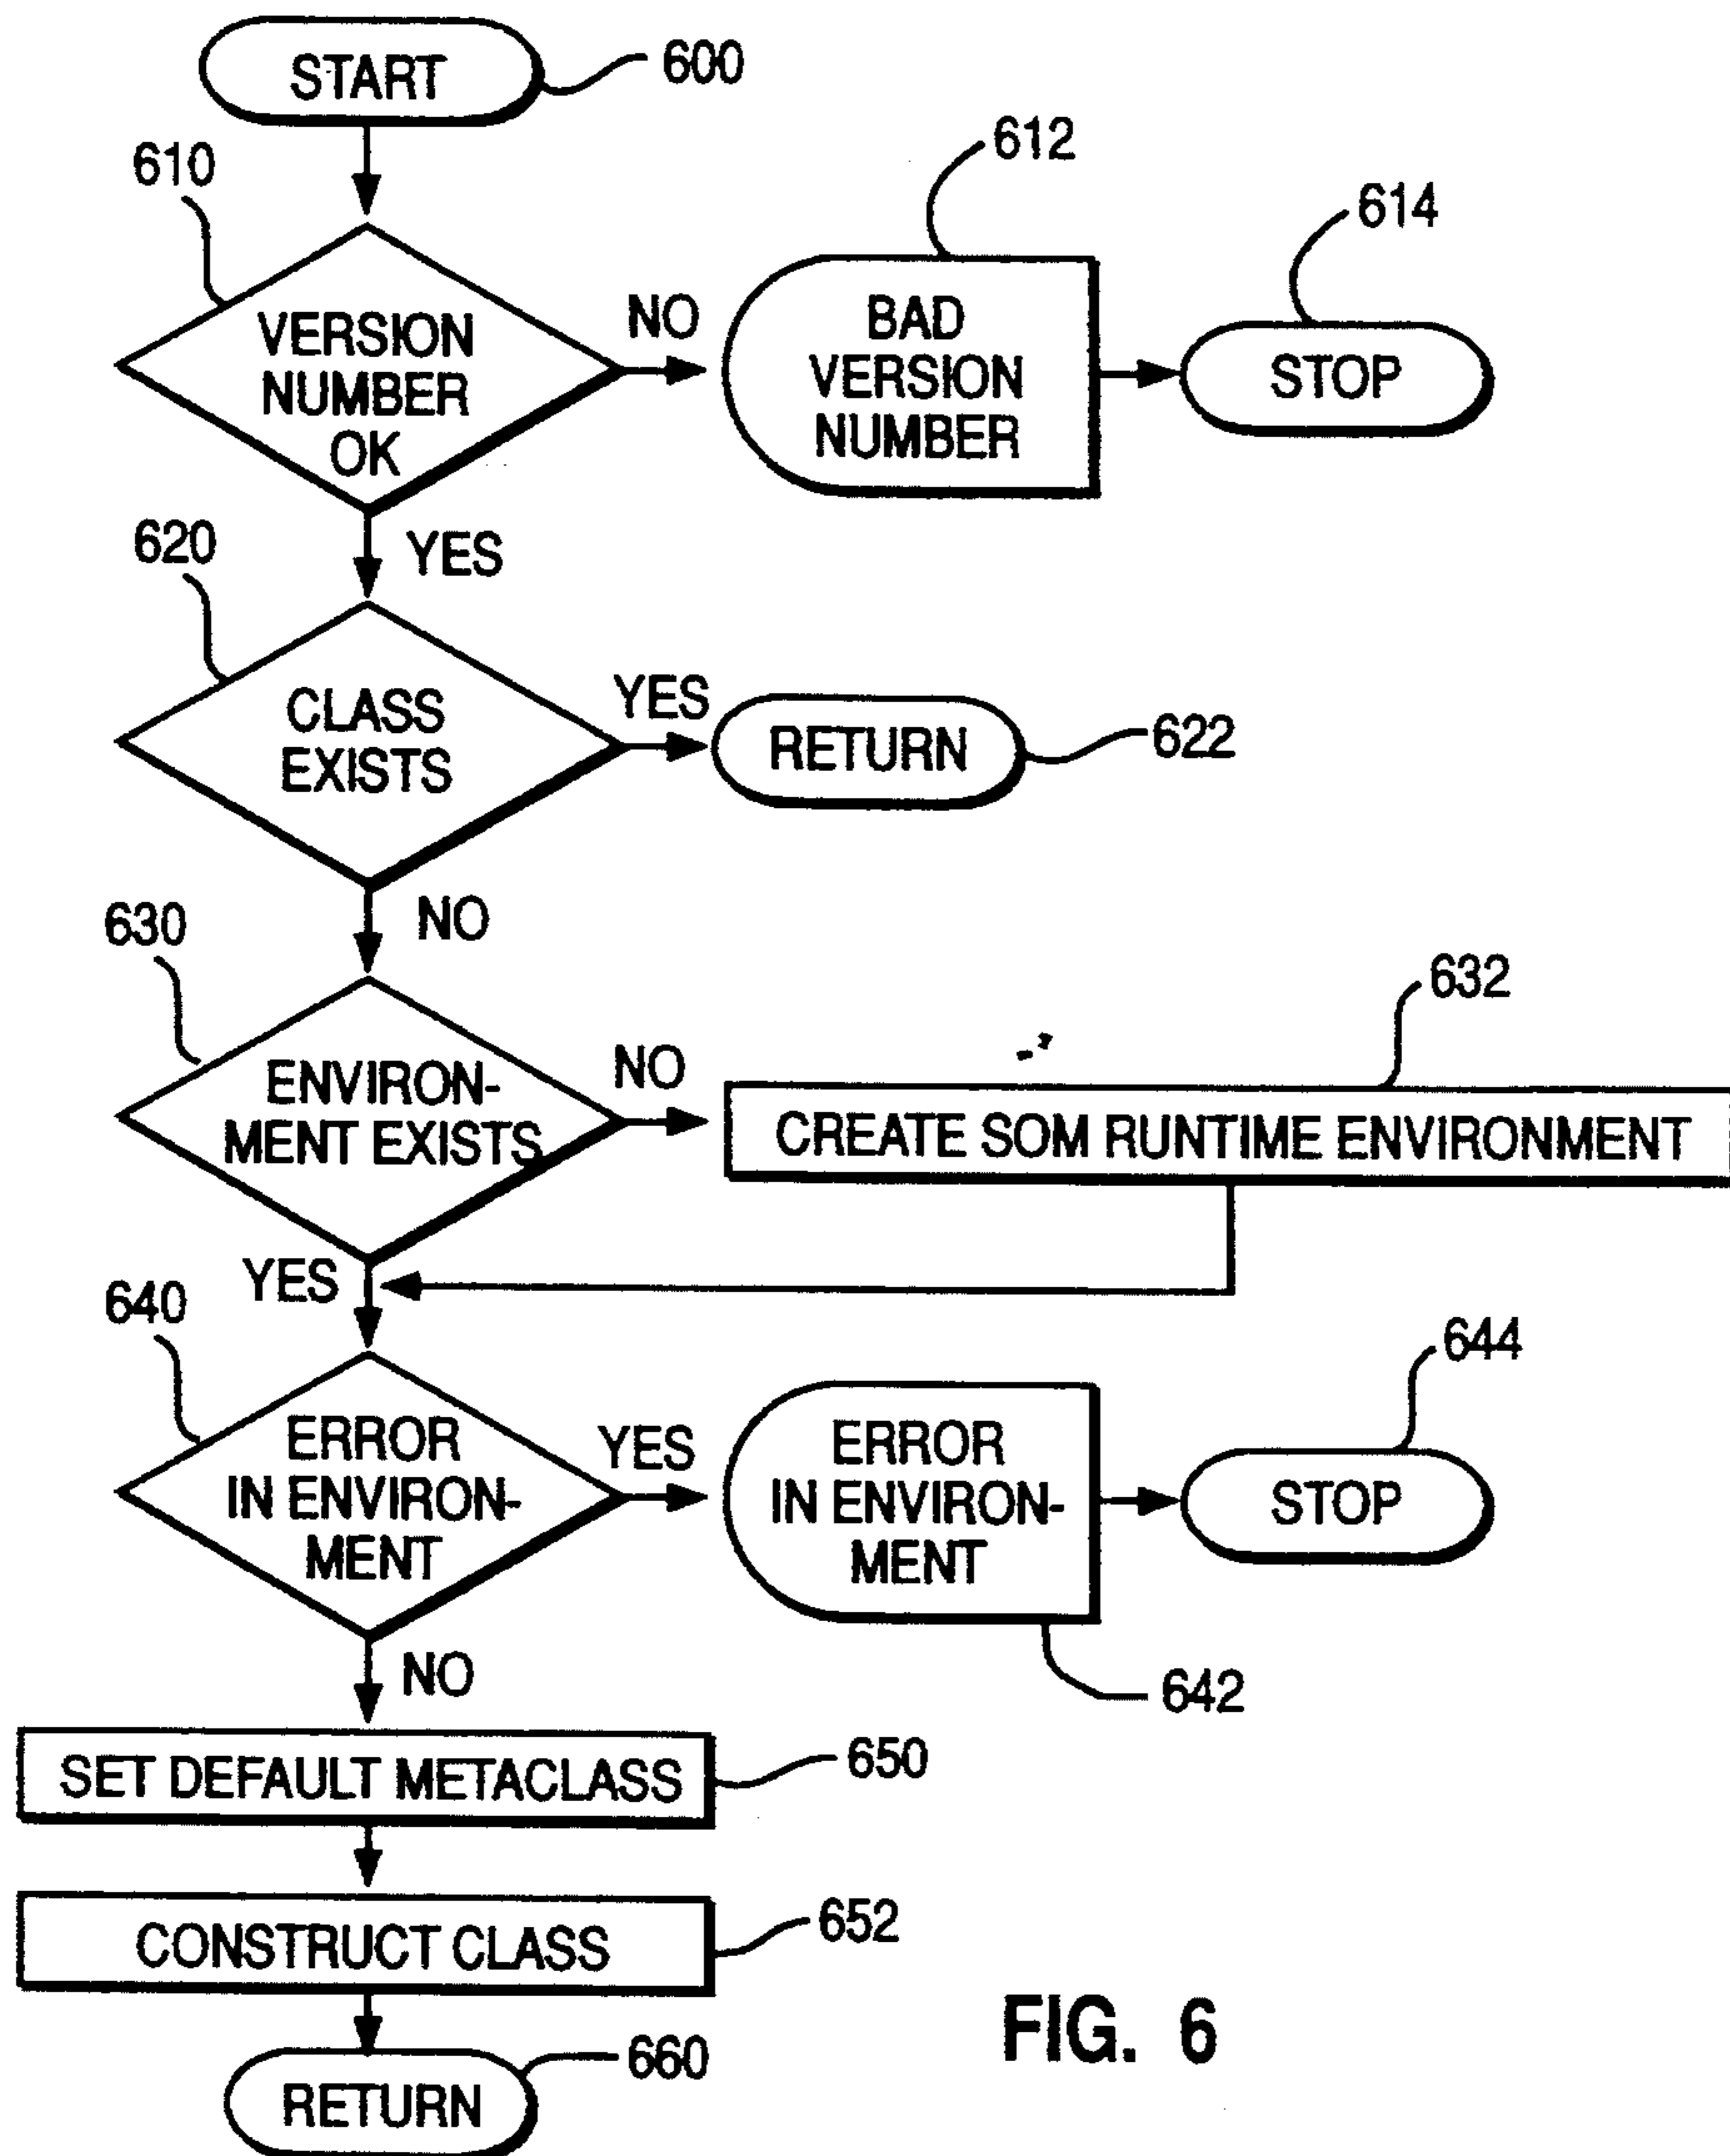 START
600
610
612
614
VERSION
NUMBER
OK
NO
BAD
VERSION
NUMBER
STOP
YES
620
CLASS
EXISTS
YES
RETURN
622
NO
630
632
ENVIRON-
MENT EXISTS
NO
CREATE SOM RUNTIME ENVIRONMENT
YES
640
644
ERROR
IN ENVIRON-
MENT
YES
ERROR
IN ENVIRON-
MENT
STOP
642
NO
SET DEFAULT METACLASS
650
CONSTRUCT CLASS
652
RETURN
660
FIG. 6